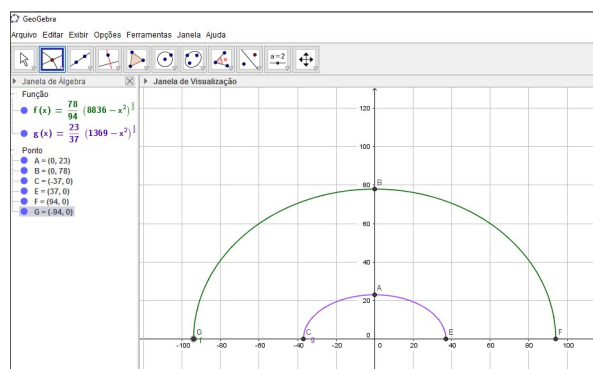 GeoGebra
Arquivo Editar Exibir Opções Ferramentas Janela Ajuda
a=2
Janela de Álgebra
Janela de Visualização
Função
f(x) = 78/94 (8836 − x²)^½
g(x) = 23/37 (1369 − x²)^½
Ponto
A = (0, 23)
B = (0, 78)
C = (-37, 0)
E = (37, 0)
F = (94, 0)
G = (-94, 0)
120
100
80 B
60
40
A
20
G C 0 E F
f g
-100 -80 -60 -40 -20 0 20 40 60 80 100